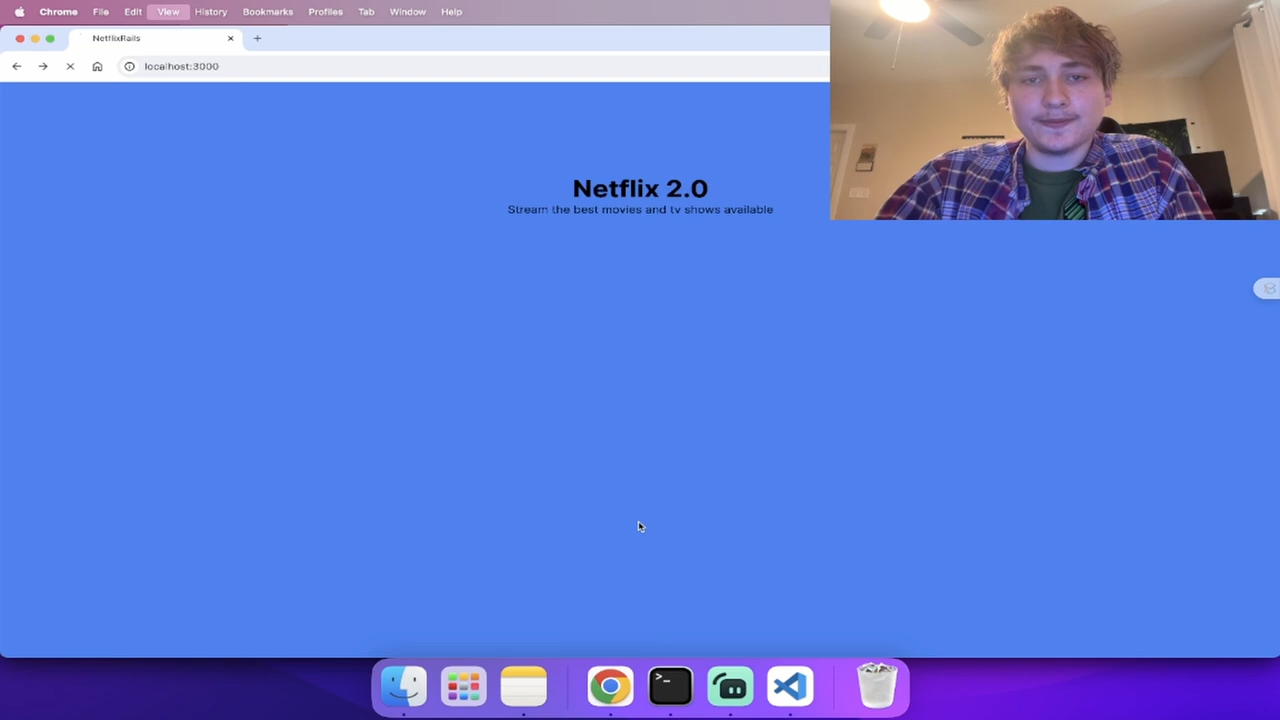 Chrome File Edit View History Bookmarks Profiles Tab Window Help
NetflixRails
localhost:3000
Netflix 2.0
Stream the best movies and tv shows available